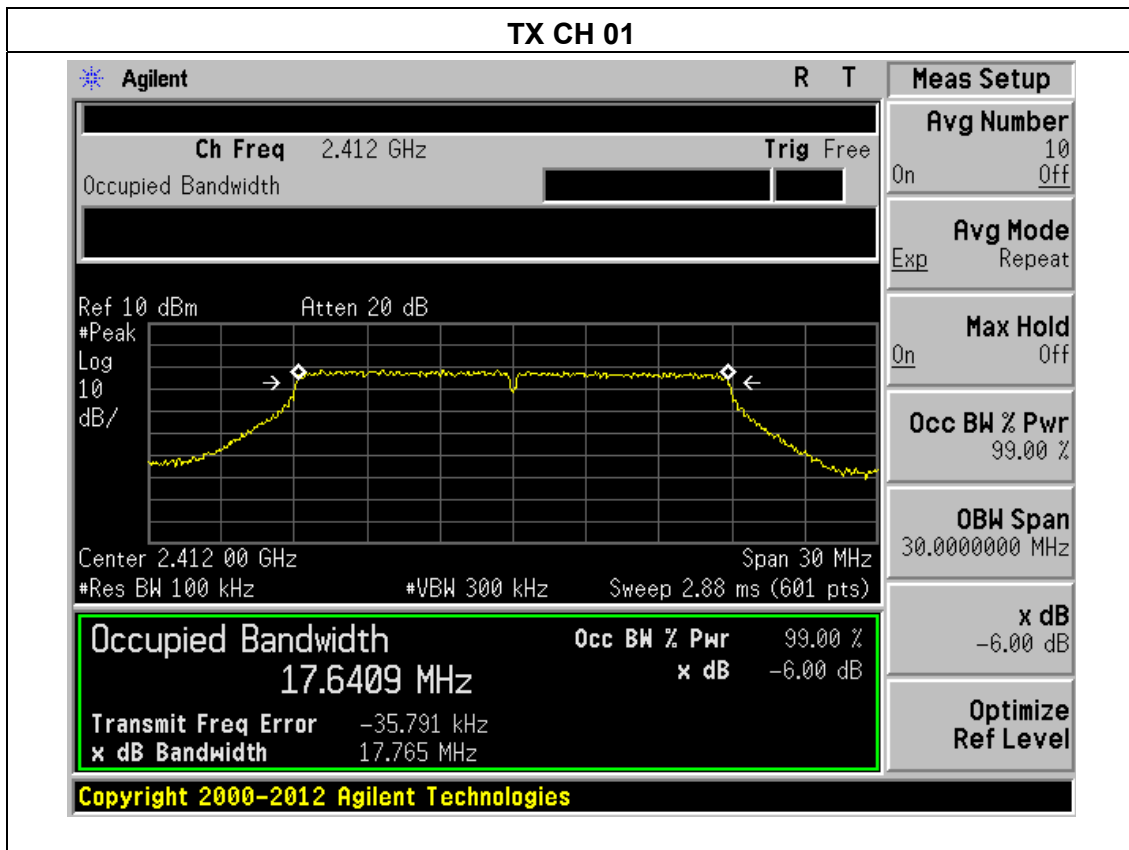 TX CH 01
Agilent R T
Ch Freq 2.412 GHz Trig Free
Occupied Bandwidth
Ref 10 dBm Atten 20 dB
#Peak
Log
10
dB/
Center 2.412 00 GHz Span 30 MHz
#Res BW 100 kHz #VBW 300 kHz Sweep 2.88 ms (601 pts)
Occupied Bandwidth Occ BW % Pwr 99.00 %
17.6409 MHz x dB -6.00 dB
Transmit Freq Error -35.791 kHz
x dB Bandwidth 17.765 MHz
Copyright 2000-2012 Agilent Technologies
Meas Setup
Avg Number
10
On Off
Avg Mode
Exp Repeat
Max Hold
On Off
Occ BW % Pwr
99.00 %
OBW Span
30.0000000 MHz
x dB
-6.00 dB
Optimize
Ref Level